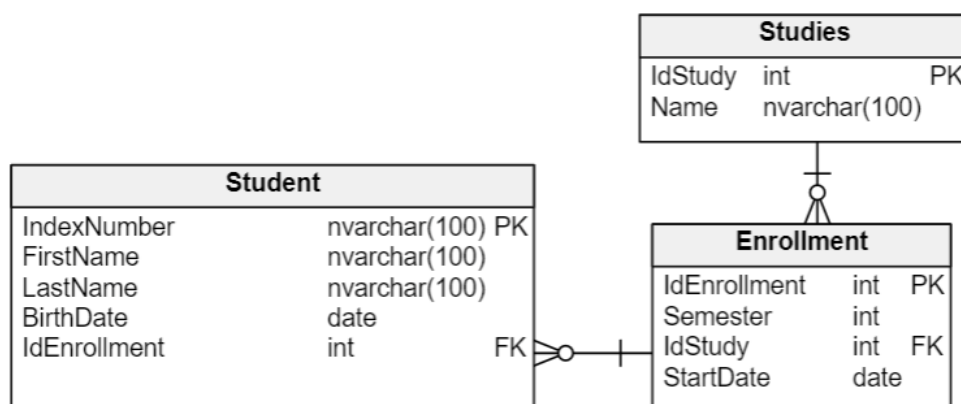 Studies
IdStudy int PK
Name nvarchar(100)
Student
IndexNumber nvarchar(100) PK
FirstName nvarchar(100)
LastName nvarchar(100)
BirthDate date
IdEnrollment int FK
Enrollment
IdEnrollment int PK
Semester int
IdStudy int FK
StartDate date